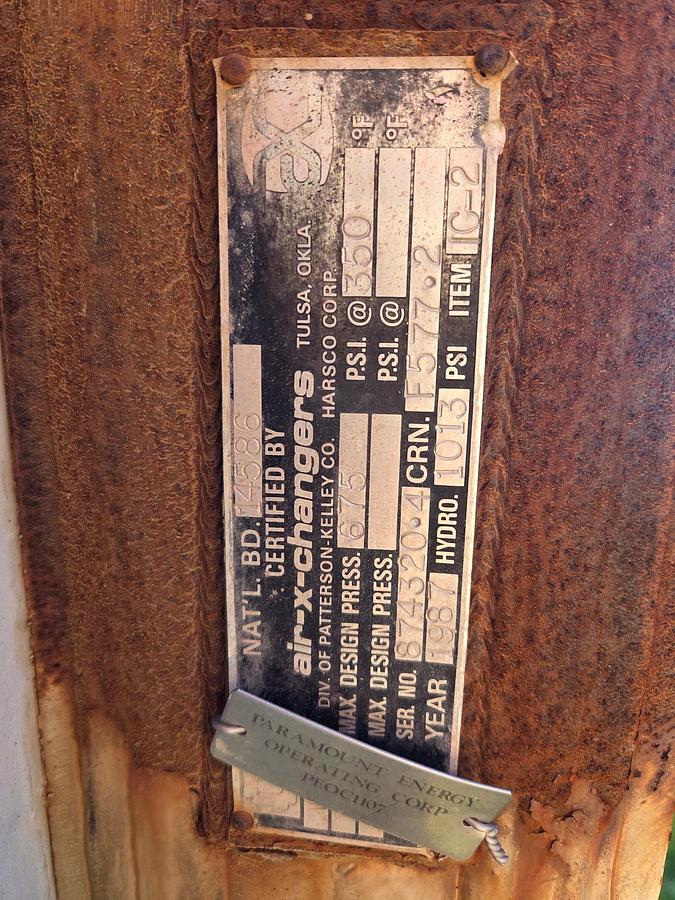 AXC
NAT'L. BD. 14586
CERTIFIED BY
air-x-changers TULSA, OKLA
DIV. OF PATTERSON-KELLEY CO. HARSCO CORP.
MAX. DESIGN PRESS. 675 P.S.I. @ 350 °F
MAX. DESIGN PRESS. P.S.I. @ °F
SER. NO. 874320.4 CRN. F577.2
YEAR 1987 HYDRO. 1013 PSI ITEM IC-2
PARAMOUNT ENERGY
OPERATING CORP
PEOC1107